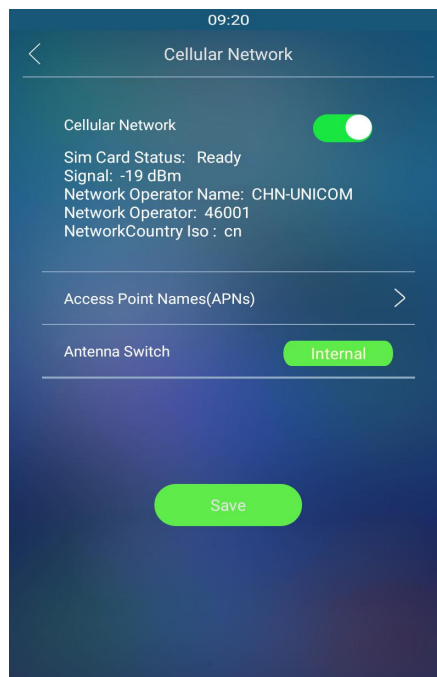 09:20
Cellular Network
Cellular Network
Sim Card Status: Ready
Signal: -19 dBm
Network Operator Name: CHN-UNICOM
Network Operator: 46001
NetworkCountry Iso : cn
Access Point Names(APNs)
Antenna Switch Internal
Save